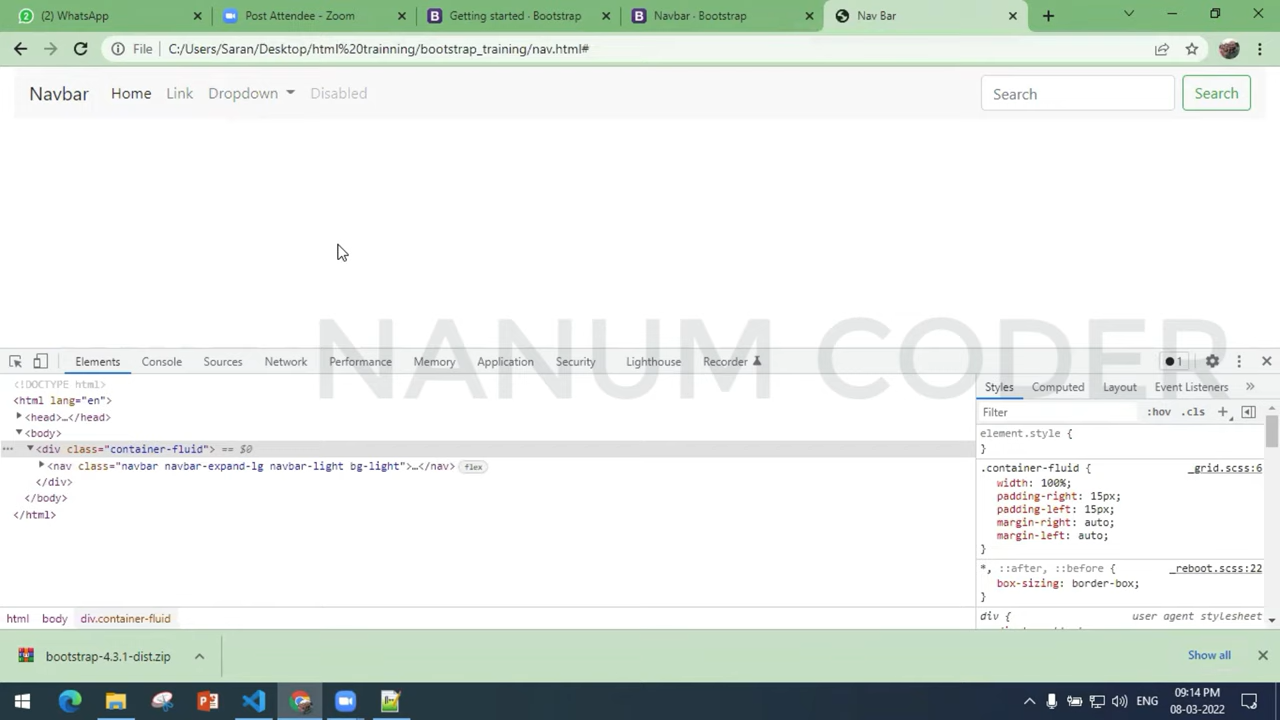 (2) WhatsApp
Post Attendee - Zoom
Getting started · Bootstrap
Navbar · Bootstrap
Nav Bar
File
C:/Users/Saran/Desktop/html%20trainning/bootstrap_training/nav.html#
Navbar Home Link Dropdown Disabled
Search
Search
NANUM CODER
Elements Console Sources Network Performance Memory Application Security Lighthouse Recorder
1
<!DOCTYPE html>
<html lang="en">
<head>…</head>
<body>
<div class="container-fluid"> == $0
<nav class="navbar navbar-expand-lg navbar-light bg-light">…</nav> flex
</div>
</body>
</html>
Styles Computed Layout Event Listeners
Filter :hov .cls
element.style {
}
.container-fluid { _grid.scss:6
width: 100%;
padding-right: 15px;
padding-left: 15px;
margin-right: auto;
margin-left: auto;
}
*, ::after, ::before { _reboot.scss:22
box-sizing: border-box;
}
div { user agent stylesheet
html body div.container-fluid
bootstrap-4.3.1-dist.zip
Show all
ENG
09:14 PM
08-03-2022